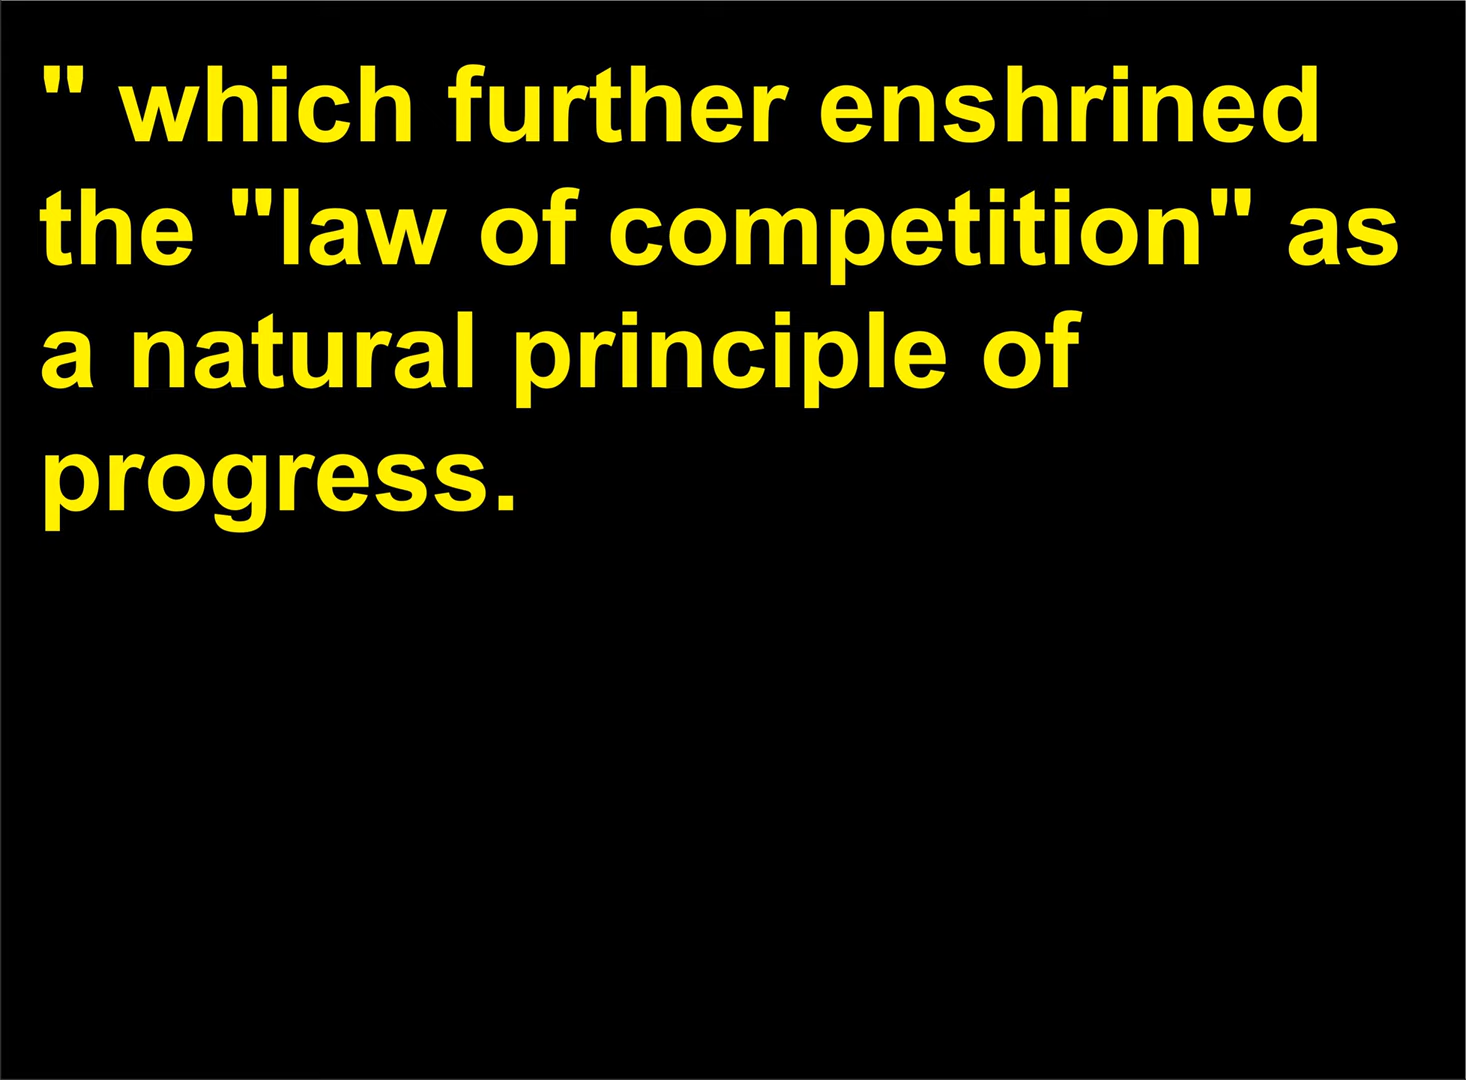 " which further enshrined
the "law of competition" as
a natural principle of
progress.